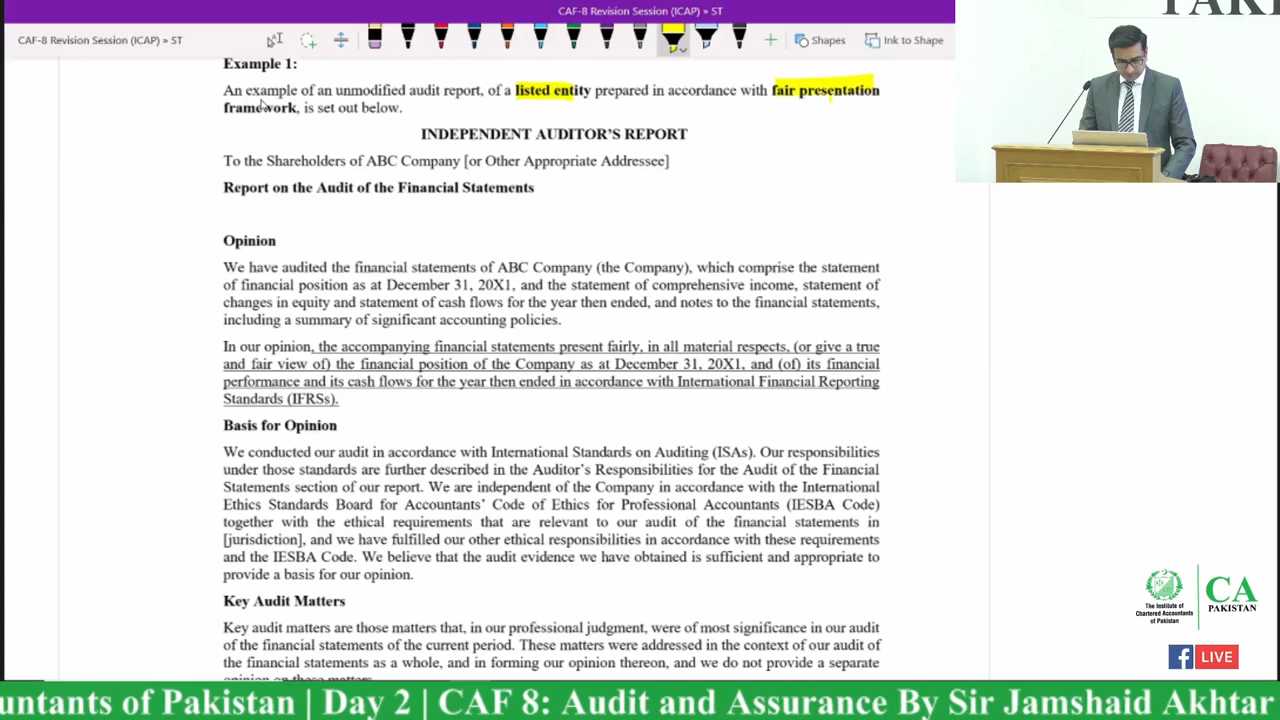 CAF-8 Revision Session (ICAP) » ST
CAF-8 Revision Session (ICAP) » ST
Shapes
Ink to Shape
Example 1:
An example of an unmodified audit report, of a listed entity prepared in accordance with fair presentation
framework, is set out below.
INDEPENDENT AUDITOR'S REPORT
To the Shareholders of ABC Company [or Other Appropriate Addressee]
Report on the Audit of the Financial Statements
Opinion
We have audited the financial statements of ABC Company (the Company), which comprise the statement
of financial position as at December 31, 20X1, and the statement of comprehensive income, statement of
changes in equity and statement of cash flows for the year then ended, and notes to the financial statements,
including a summary of significant accounting policies.
In our opinion, the accompanying financial statements present fairly, in all material respects, (or give a true
and fair view of) the financial position of the Company as at December 31, 20X1, and (of) its financial
performance and its cash flows for the year then ended in accordance with International Financial Reporting
Standards (IFRSs).
Basis for Opinion
We conducted our audit in accordance with International Standards on Auditing (ISAs). Our responsibilities
under those standards are further described in the Auditor's Responsibilities for the Audit of the Financial
Statements section of our report. We are independent of the Company in accordance with the International
Ethics Standards Board for Accountants' Code of Ethics for Professional Accountants (IESBA Code)
together with the ethical requirements that are relevant to our audit of the financial statements in
[jurisdiction], and we have fulfilled our other ethical responsibilities in accordance with these requirements
and the IESBA Code. We believe that the audit evidence we have obtained is sufficient and appropriate to
provide a basis for our opinion.
Key Audit Matters
Key audit matters are those matters that, in our professional judgment, were of most significance in our audit
of the financial statements of the current period. These matters were addressed in the context of our audit of
the financial statements as a whole, and in forming our opinion thereon, and we do not provide a separate
opinion on these matters.
The Institute of
Chartered Accountants
of Pakistan
CA
PAKISTAN
LIVE
untants of Pakistan | Day 2 | CAF 8: Audit and Assurance By Sir Jamshaid Akhtar